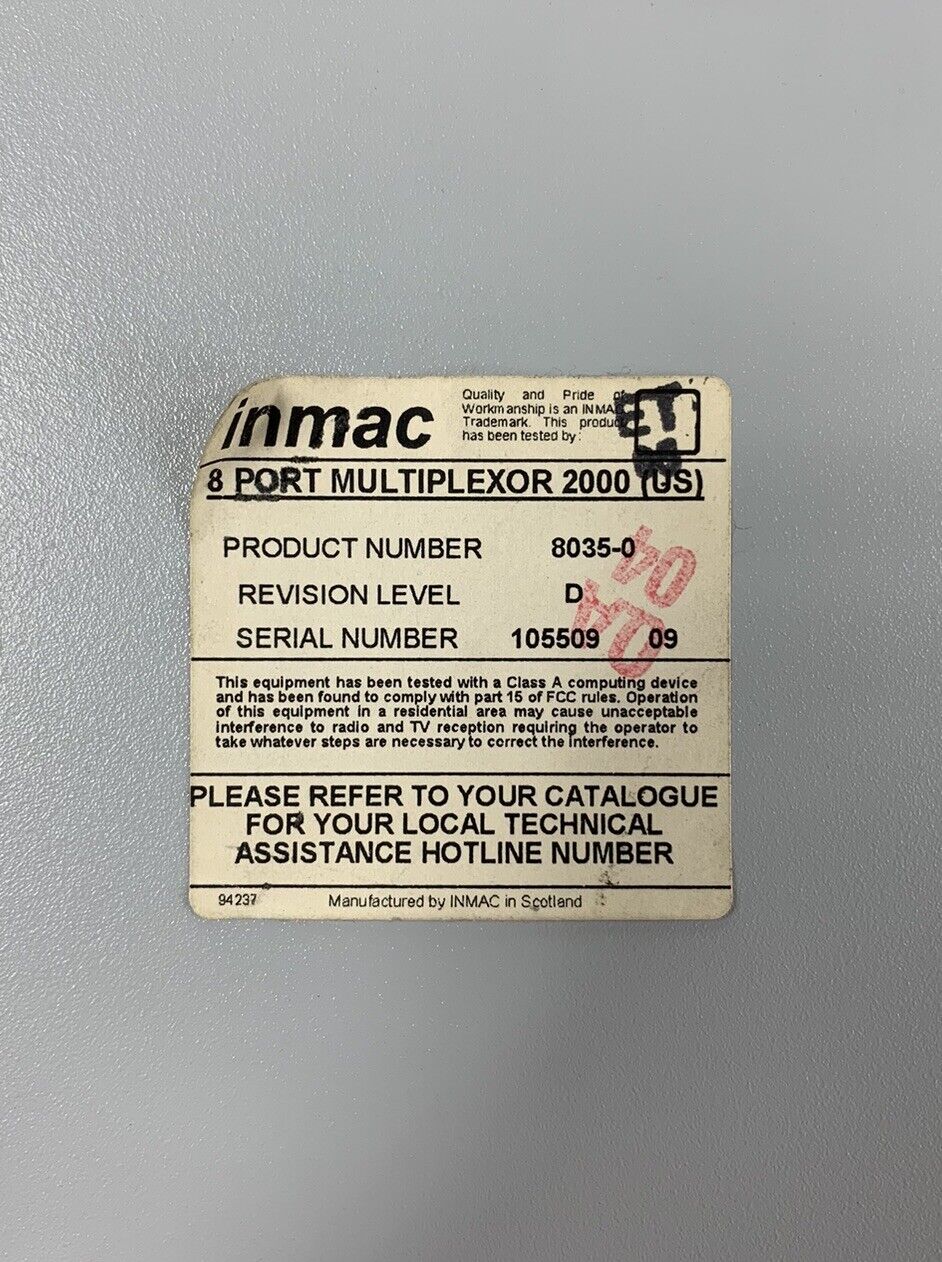 inmac
Quality and Pride of
Workmanship is an INMAC
Trademark. This product
has been tested by:
8 PORT MULTIPLEXOR 2000 (US)
PRODUCT NUMBER 8035-0
REVISION LEVEL D
SERIAL NUMBER 105509 09
QA
04
This equipment has been tested with a Class A computing device
and has been found to comply with part 15 of FCC rules. Operation
of this equipment in a residential area may cause unacceptable
interference to radio and TV reception requiring the operator to
take whatever steps are necessary to correct the interference.
PLEASE REFER TO YOUR CATALOGUE
FOR YOUR LOCAL TECHNICAL
ASSISTANCE HOTLINE NUMBER
94237 Manufactured by INMAC in Scotland